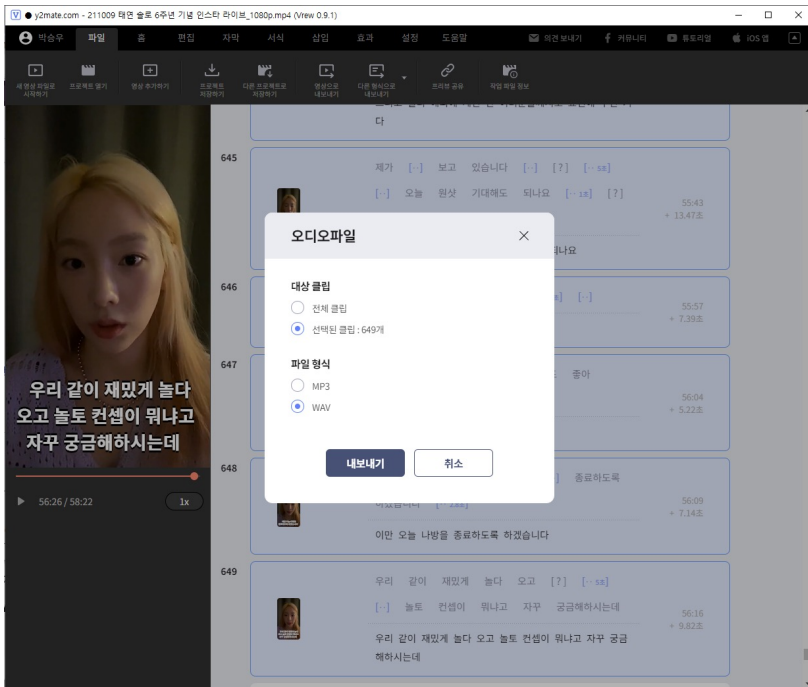 y2mate.com - 211009 태연 솔로 6주년 기념 인스타 라이브_1080p.mp4 (Vrew 0.9.1)
박승우 파일 홈 편집 자막 서식 삽입 효과 설정 도움말 의견 보내기 커뮤니티 튜토리얼 iOS 앱
새 영상 파일로 시작하기 프로젝트 열기 영상 추가하기 프로젝트 저장하기 다른 프로젝트로 저장하기 영상으로 내보내기 다른 형식으로 내보내기 프리뷰 공유 작업 파일 정보
다
645
제가 [··] 보고 있습니다 [··] [?] [··5초]
[··] 오늘 원샷 기대해도 되나요 [··1초] [?]
55:43
+ 13.47초
되나요
646
[··]
55:57
+ 7.39초
647
좋아
56:04
+ 5.22초
오디오파일
대상 클립
전체 클립
선택된 클립 : 649개
파일 형식
MP3
WAV
내보내기 취소
우리 같이 재밌게 놀다
오고 놀토 컨셉이 뭐냐고
자꾸 궁금해하시는데
56:26 / 58:22 1x
648
종료하도록
56:09
+ 7.14초
이만 오늘 나방을 종료하도록 하겠습니다
649
우리 같이 재밌게 놀다 오고 [?] [··5초]
[··] 놀토 컨셉이 뭐냐고 자꾸 궁금해하시는데
56:16
+ 9.82초
우리 같이 재밌게 놀다 오고 놀토 컨셉이 뭐냐고 자꾸 궁금
해하시는데